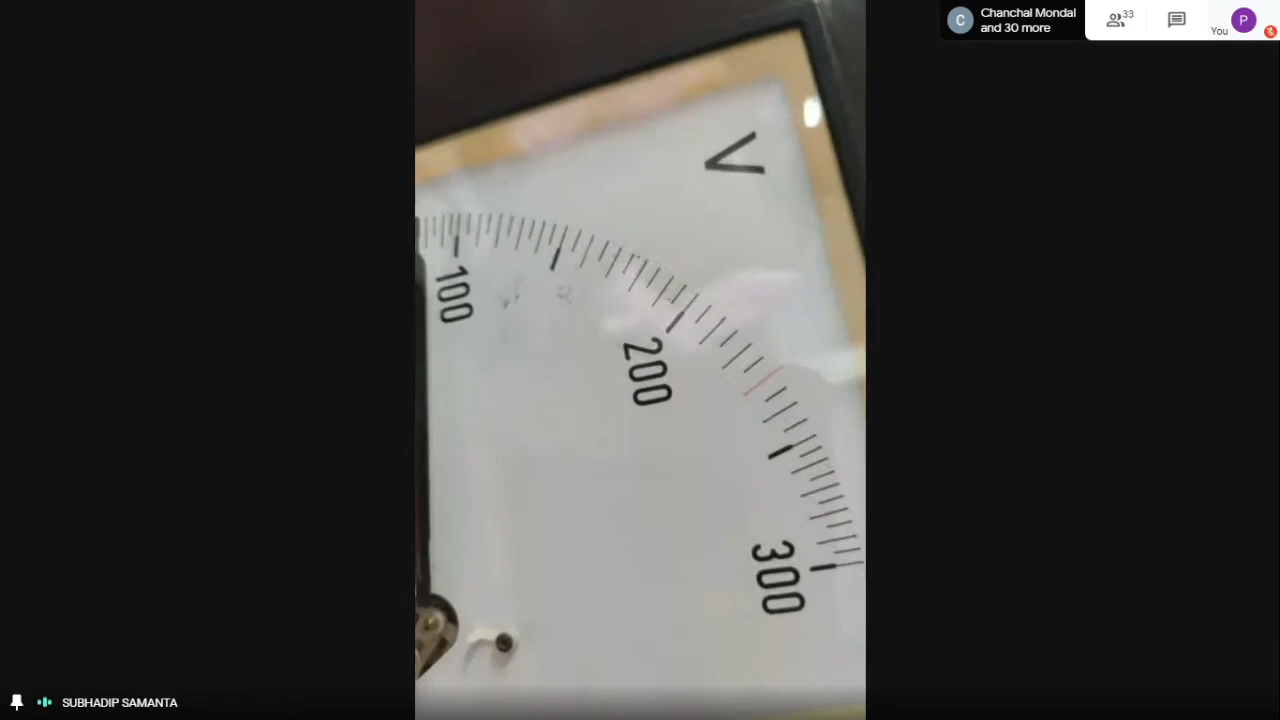 Chanchal Mondal
and 30 more
C
33
You
P
V
100
200
300
SUBHADIP SAMANTA